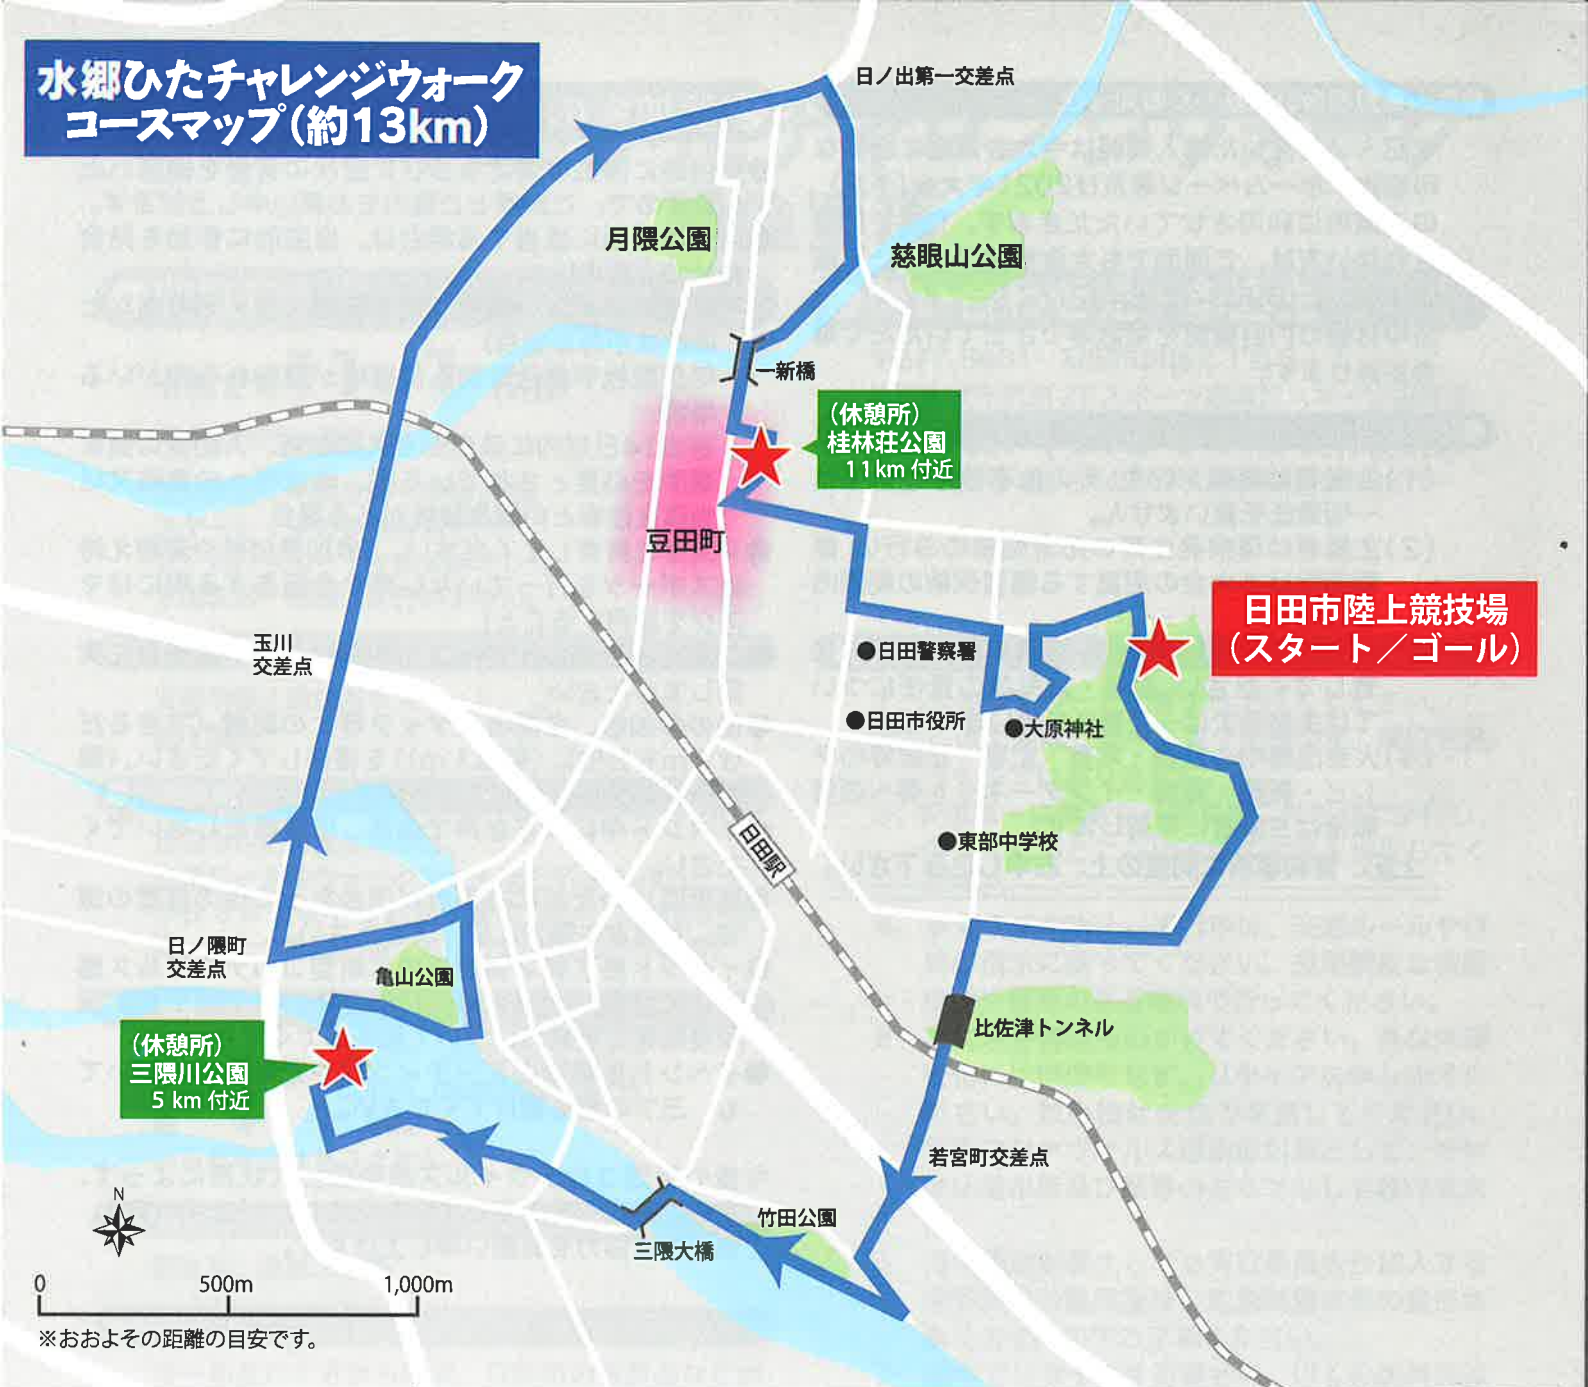 水郷ひたチャレンジウォーク
コースマップ(約13km)
日ノ出第一交差点
月隈公園
慈眼山公園
一新橋
(休憩所)
桂林荘公園
11km 付近
豆田町
日田市陸上競技場
(スタート/ゴール)
玉川
交差点
●日田警察署
●日田市役所
●大原神社
日田駅
●東部中学校
日ノ隈町
交差点
亀山公園
比佐津トンネル
(休憩所)
三隈川公園
5 km 付近
若宮町交差点
竹田公園
三隈大橋
N
0 500m 1,000m
※おおよその距離の目安です。